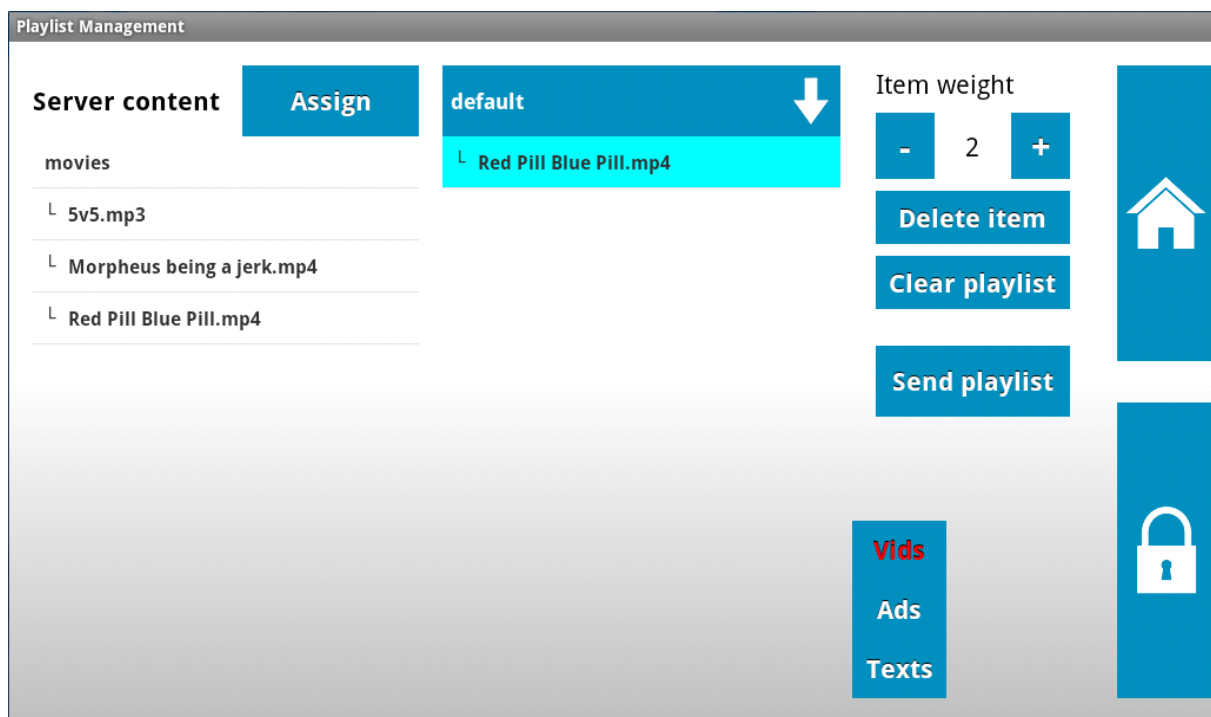 Playlist Management
Server content
Assign
movies
└ 5v5.mp3
└ Morpheus being a jerk.mp4
└ Red Pill Blue Pill.mp4
default
└ Red Pill Blue Pill.mp4
Item weight
- 2 +
Delete item
Clear playlist
Send playlist
Vids
Ads
Texts